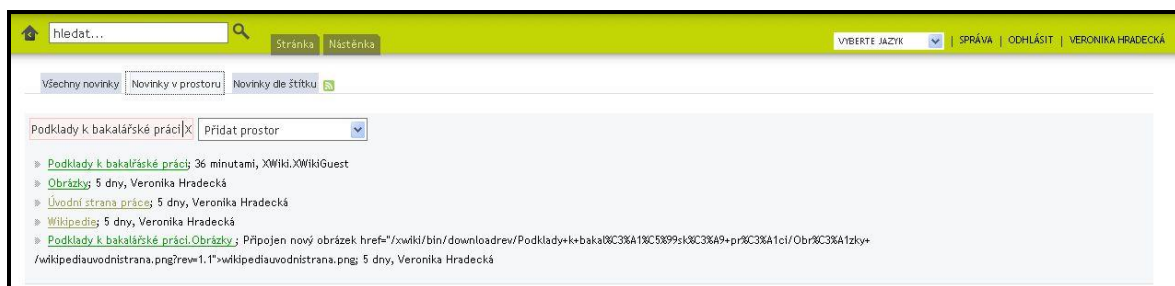 hledat...
Stránka Nástěnka
VYBERTE JAZYK | SPRÁVA | ODHLÁSIT | VERONIKA HRADECKÁ
Všechny novinky Novinky v prostoru Novinky dle štítku
Podklady k bakalářské práci X Přidat prostor
» Podklady k bakalářské práci; 36 minutami, XWiki.XWikiGuest
» Obrázky; 5 dny, Veronika Hradecká
» Úvodní strana práce; 5 dny, Veronika Hradecká
» Wikipedie; 5 dny, Veronika Hradecká
» Podklady k bakalářské práci.Obrázky ; Připojen nový obrázek href="/xwiki/bin/downloadrev/Podklady+k+bakal%C3%A1%C5%99sk%C3%A9+pr%C3%A1ci/Obr%C3%A1zky+
/wikipediauvodnistrana.png?rev=1.1">wikipediauvodnistrana.png; 5 dny, Veronika Hradecká